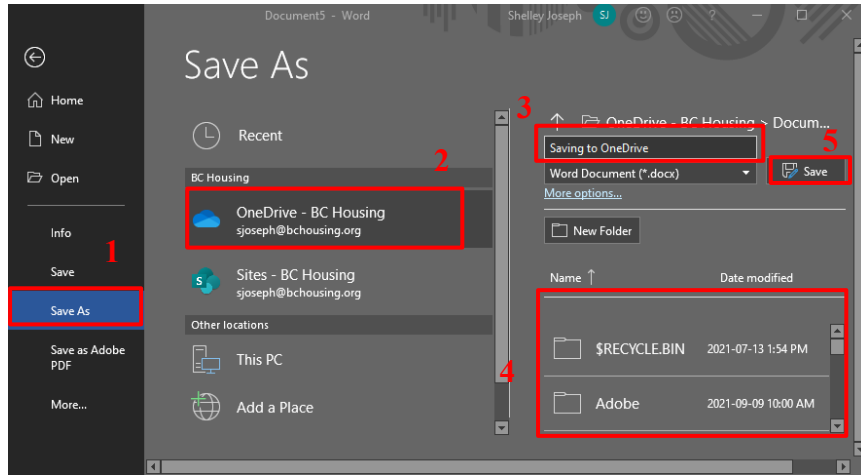 Document5 - Word
Shelley Joseph
SJ
?
Save As
Home
New
Open
Info
1
Save
Save As
Save as Adobe
PDF
More...
Recent
2
BC Housing
OneDrive - BC Housing
sjoseph@bchousing.org
S
Sites - BC Housing
sjoseph@bchousing.org
Other locations
This PC
4
Add a Place
3
OneDrive - BC Housing > Docum...
5
Saving to OneDrive
Word Document (*.docx)
Save
More options...
New Folder
Name ↑
Date modified
$RECYCLE.BIN
2021-07-13 1:54 PM
Adobe
2021-09-09 10:00 AM